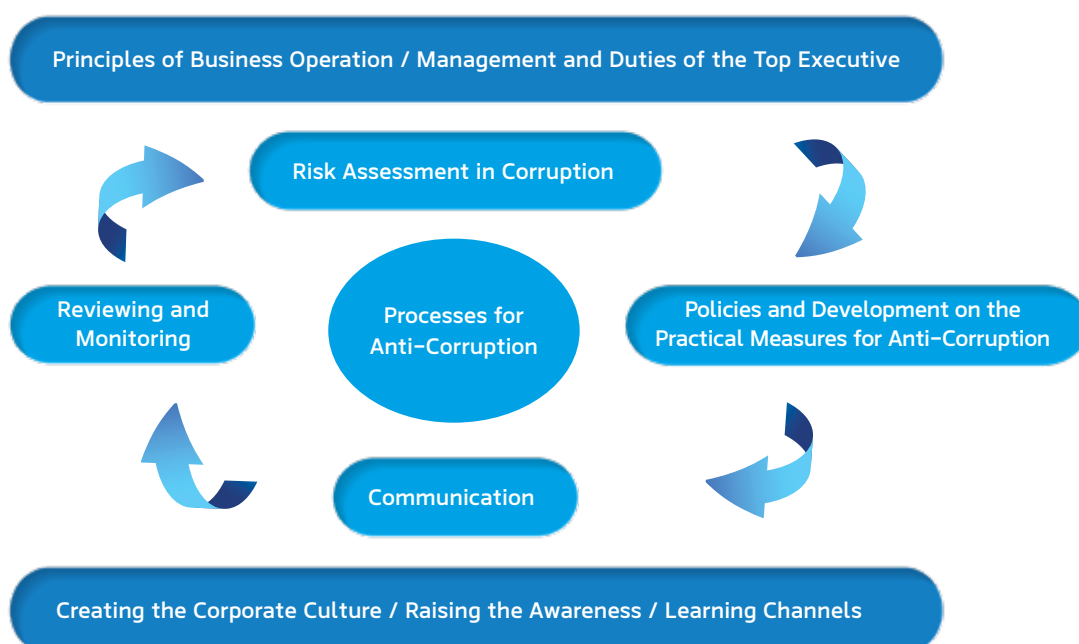 Principles of Business Operation / Management and Duties of the Top Executive
Risk Assessment in Corruption
Reviewing and
Monitoring
Processes for
Anti-Corruption
Policies and Development on the
Practical Measures for Anti-Corruption
Communication
Creating the Corporate Culture / Raising the Awareness / Learning Channels